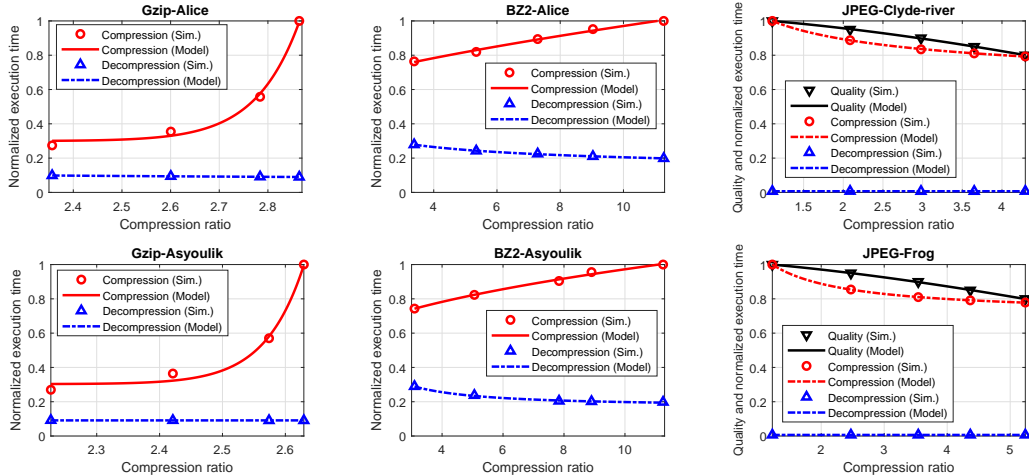 Gzip-Alice
Normalized execution time
1
0.8
0.6
0.4
0.2
0
Compression (Sim.)
Compression (Model)
Decompression (Sim.)
Decompression (Model)
2.4 2.5 2.6 2.7 2.8
Compression ratio
BZ2-Alice
Normalized execution time
1
0.8
0.6
0.4
0.2
0
Compression (Sim.)
Compression (Model)
Decompression (Sim.)
Decompression (Model)
4 6 8 10
Compression ratio
JPEG-Clyde-river
Quality and normalized execution time
1
0.8
0.6
0.4
0.2
0
Quality (Sim.)
Quality (Model)
Compression (Sim.)
Compression (Model)
Decompression (Sim.)
Decompression (Model)
1.5 2 2.5 3 3.5 4
Compression ratio
Gzip-Asyoulik
Normalized execution time
1
0.8
0.6
0.4
0.2
0
Compression (Sim.)
Compression (Model)
Decompression (Sim.)
Decompression (Model)
2.3 2.4 2.5 2.6
Compression ratio
BZ2-Asyoulik
Normalized execution time
1
0.8
0.6
0.4
0.2
0
Compression (Sim.)
Compression (Model)
Decompression (Sim.)
Decompression (Model)
4 6 8 10
Compression ratio
JPEG-Frog
Quality and normalized execution time
1
0.8
0.6
0.4
0.2
0
Quality (Sim.)
Quality (Model)
Compression (Sim.)
Compression (Model)
Decompression (Sim.)
Decompression (Model)
2 3 4 5
Compression ratio